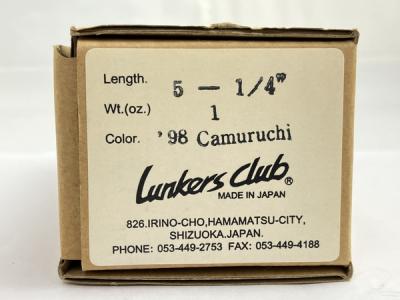 Length. 5 — 1/4"
Wt.(oz.) 1
Color. '98 Camuruchi
Lunkers Club ®
MADE IN JAPAN
826.IRINO-CHO,HAMAMATSU-CITY,
SHIZUOKA.JAPAN.
PHONE: 053-449-2753 FAX: 053-449-4188